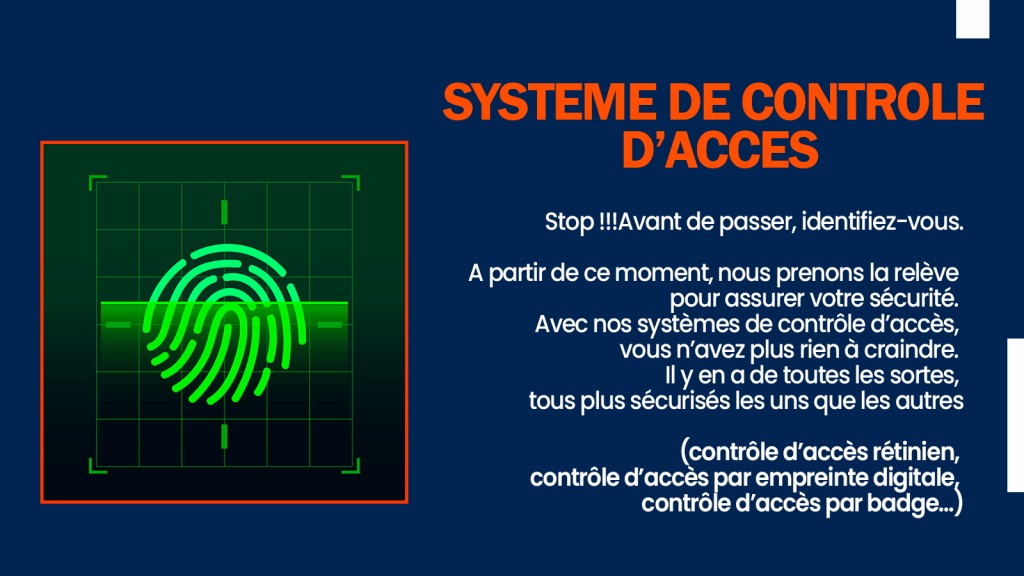 SYSTEME DE CONTROLE
D’ACCES
Stop !!!Avant de passer, identifiez-vous.
A partir de ce moment, nous prenons la relève
pour assurer votre sécurité.
Avec nos systèmes de contrôle d’accès,
vous n’avez plus rien à craindre.
Il y en a de toutes les sortes,
tous plus sécurisés les uns que les autres
(contrôle d’accès rétinien,
contrôle d’accès par empreinte digitale,
contrôle d’accès par badge...)